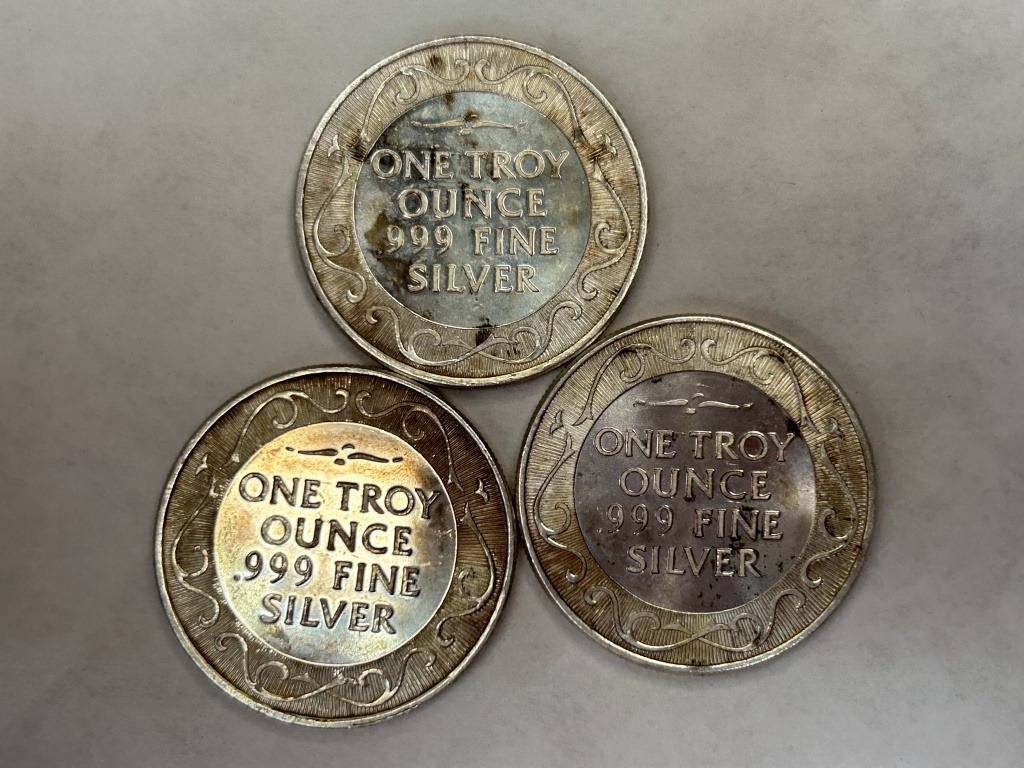 ONE TROY
OUNCE
.999 FINE
SILVER
ONE TROY
OUNCE
.999 FINE
SILVER
ONE TROY
OUNCE
.999 FINE
SILVER